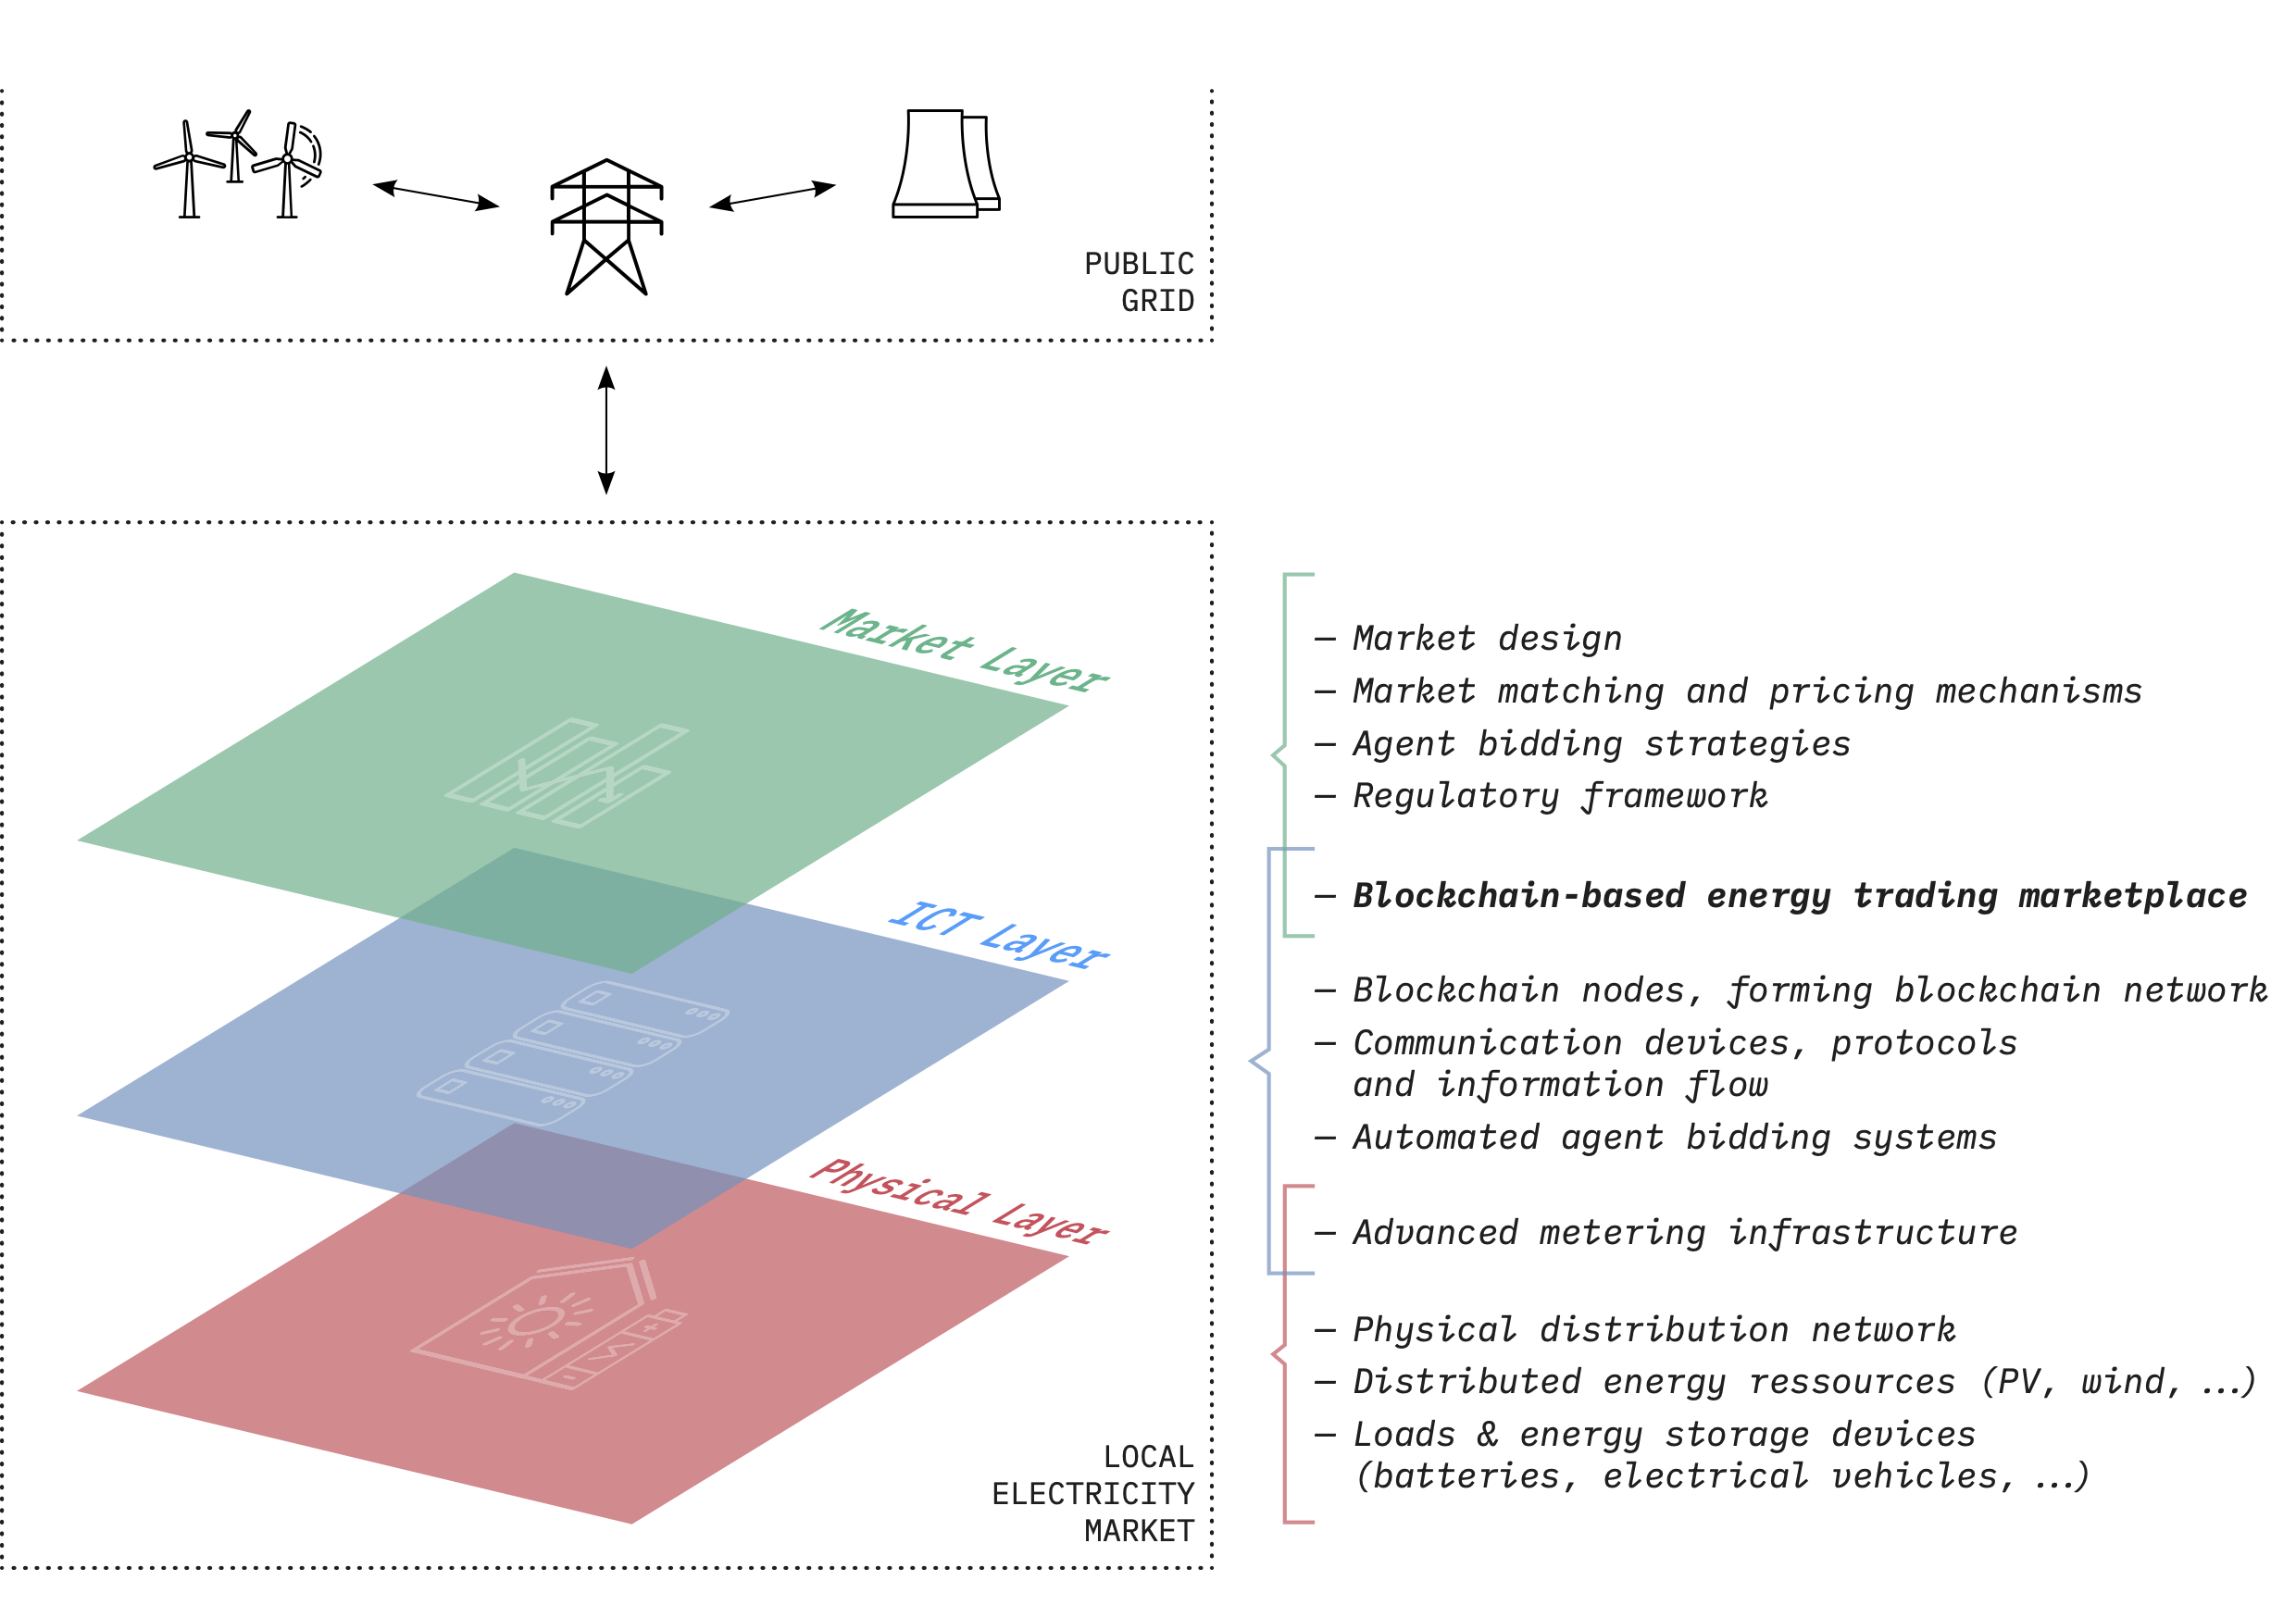 PUBLIC
GRID
Market Layer
ICT Layer
Physical Layer
LOCAL
ELECTRICITY
MARKET
– Market design
– Market matching and pricing mechanisms
– Agent bidding strategies
– Regulatory framework
– Blockchain-based energy trading marketplace
– Blockchain nodes, forming blockchain network
– Communication devices, protocols
and information flow
– Automated agent bidding systems
– Advanced metering infrastructure
– Physical distribution network
– Distributed energy ressources (PV, wind, ...)
– Loads & energy storage devices
(batteries, electrical vehicles, ...)